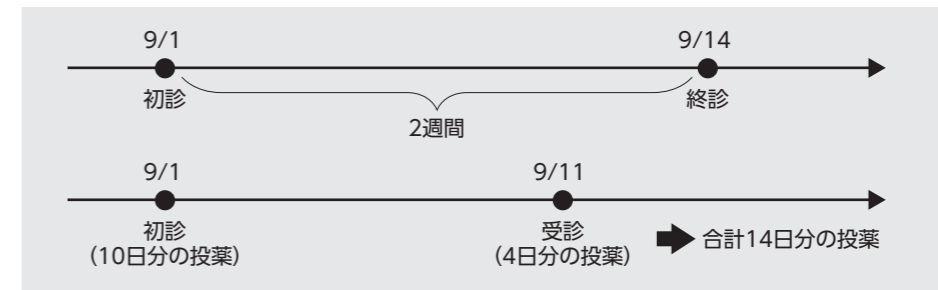 9/1
9/14
初診
終診
2週間
9/1
9/11
初診
(10日分の投薬)
受診
(4日分の投薬)
合計14日分の投薬